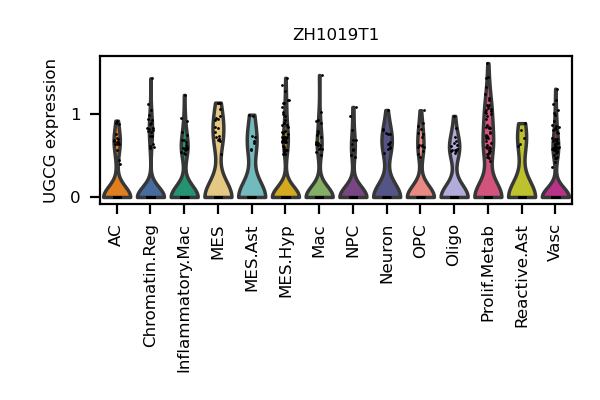 ZH1019T1
UGCG expression
1
0
AC
Chromatin.Reg
Inflammatory.Mac
MES
MES.Ast
MES.Hyp
Mac
NPC
Neuron
OPC
Oligo
Prolif.Metab
Reactive.Ast
Vasc